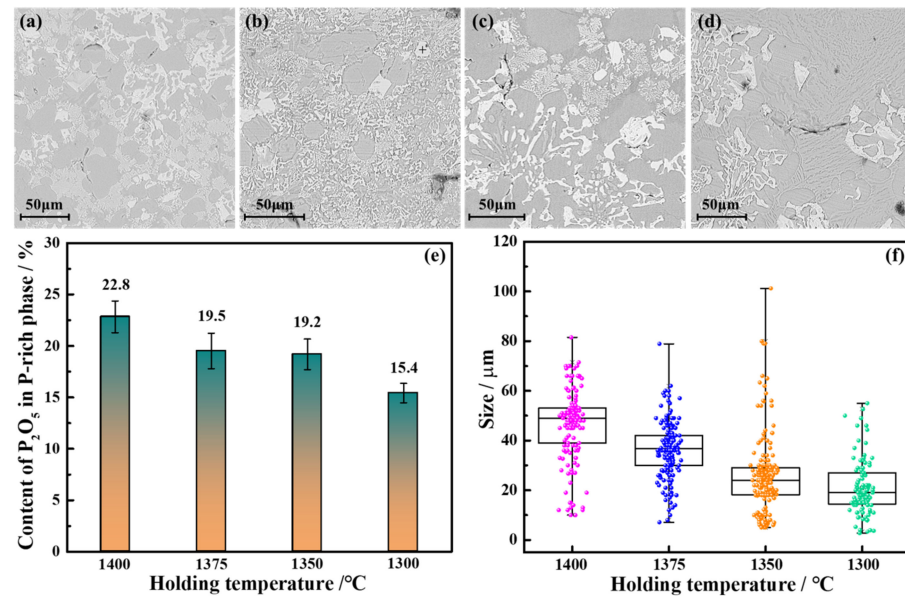 (a)
(b)
(c)
(d)
50μm
50μm
50μm
50μm
(e)
Content of P₂O₅ in P-rich phase / %
30
25
20
15
10
5
0
22.8
19.5
19.2
15.4
1400
1375
1350
1300
Holding temperature /°C
(f)
Size / μm
120
100
80
60
40
20
0
1400
1375
1350
1300
Holding temperature / °C